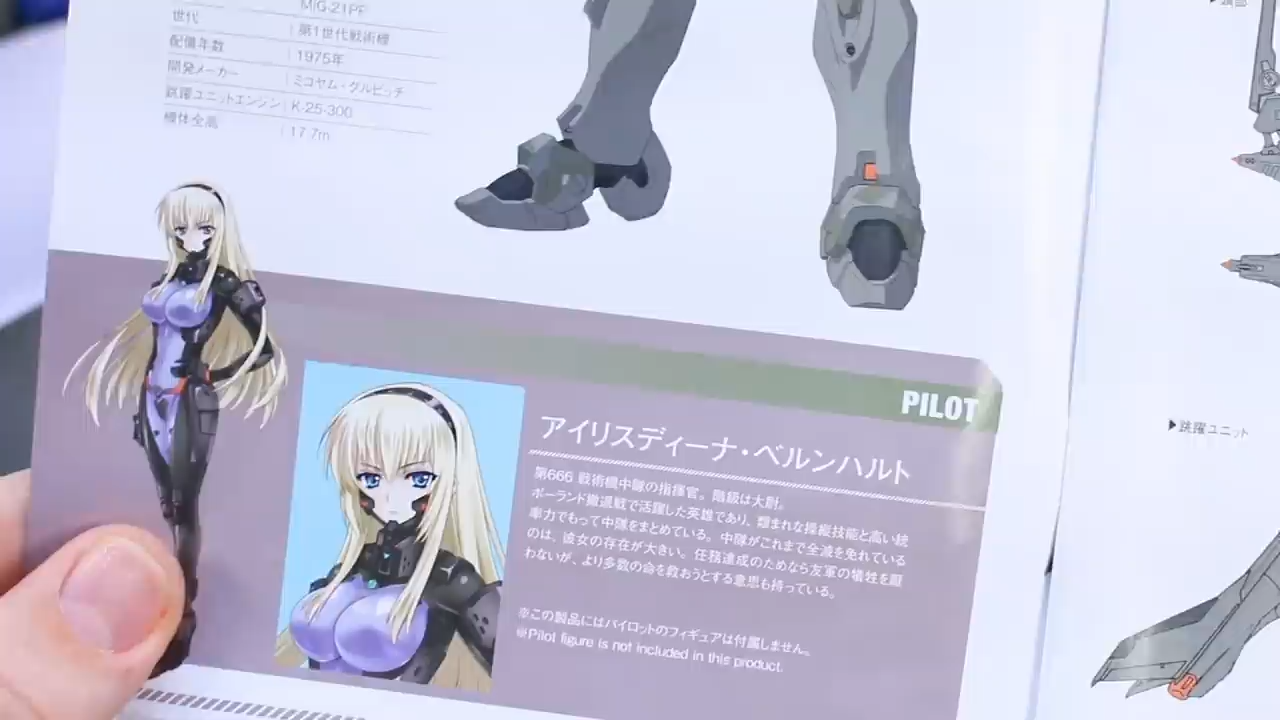 MiG-21PF
世代 第1世代戦術機
配備年数 1975年
開発メーカー ミコヤム・グルビッチ
跳躍ユニットエンジン K-25-300
機体全高 17.7m
PILOT
アイリスディーナ・ベルンハルト
第666 戦術機中隊の指揮官。階級は大尉。
ポーランド撤退戦で活躍した英雄であり、類まれな操縦技能と高い統
率力でもって中隊をまとめている。中隊がこれまで全滅を免れている
のは、彼女の存在が大きい。任務達成のためなら友軍の犠牲を厭
わないが、より多数の命を救おうとする意思も持っている。
※この製品にはパイロットのフィギュアは付属しません。
※Pilot figure is not included in this product.
▶頭部
▶跳躍ユニット